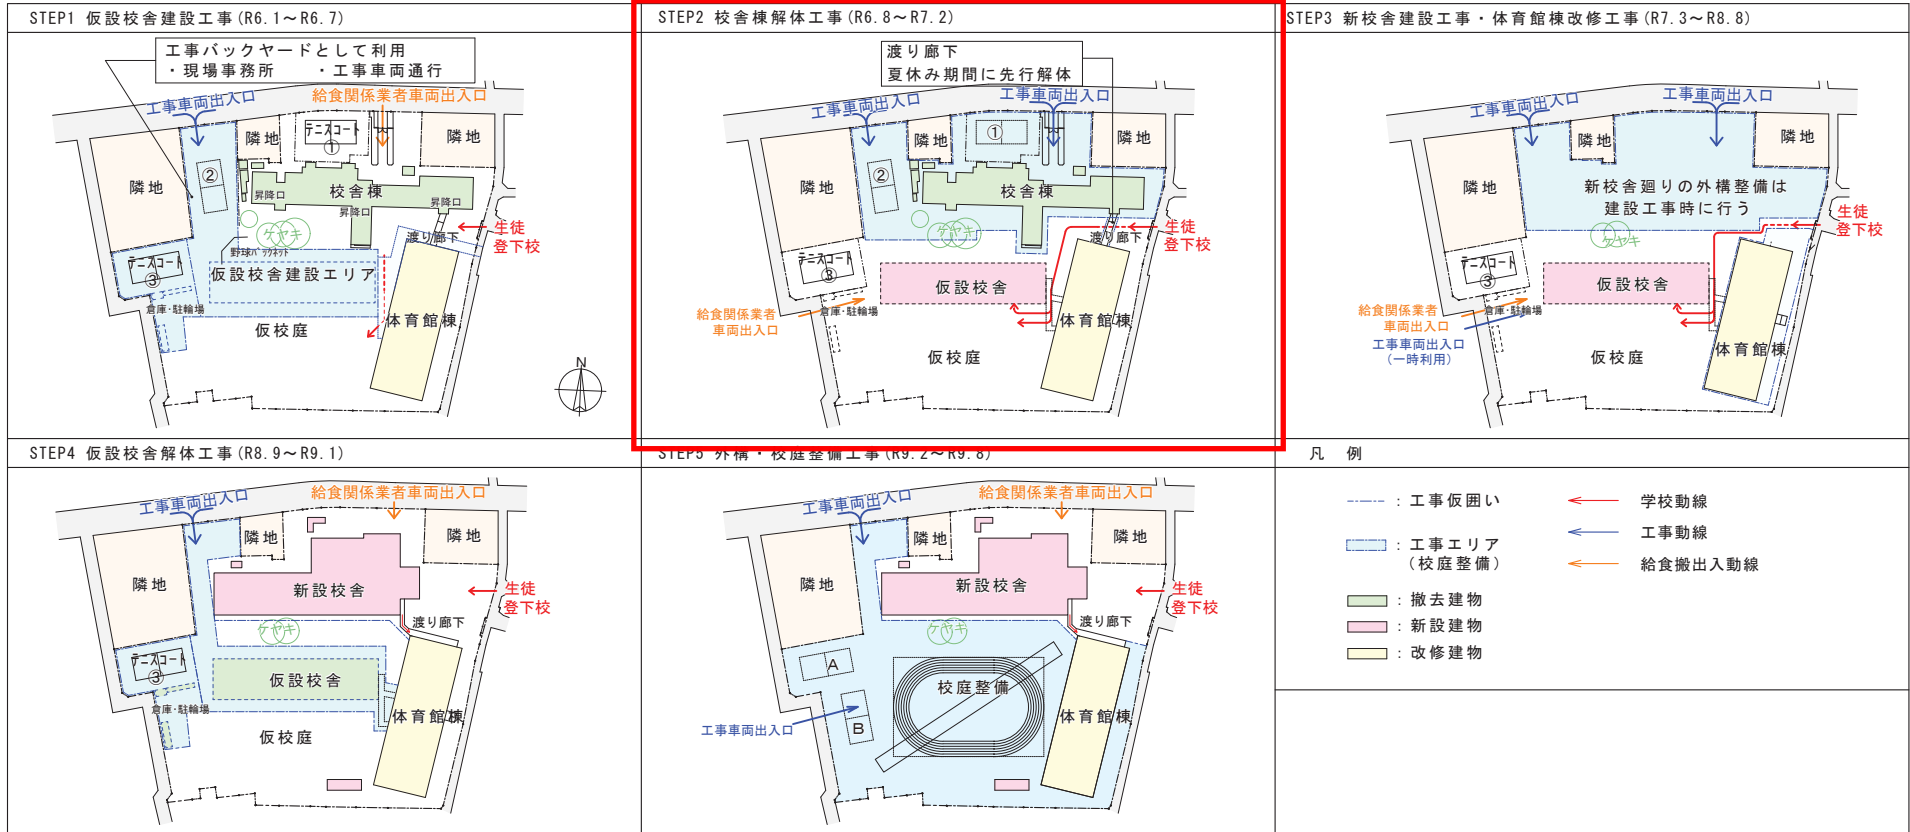 STEP1 仮設校舎建設工事(R6.1～R6.7)
工事バックヤードとして利用
・現場事務所　・工事車両通行
工事車両出入口
給食関係業者車両出入口
隣地
テニスコート
①
隣地
隣地
②
校舎棟
昇降口
昇降口
昇降口
生徒
登下校
ケヤキ
渡り廊下
野球バックネット
テニスコート
③
仮設校舎建設エリア
倉庫・駐輪場
仮校庭
体育館棟
N
STEP2 校舎棟解体工事(R6.8～R7.2)
渡り廊下
夏休み期間に先行解体
工事車両出入口
工事車両出入口
隣地
①
隣地
隣地
②
校舎棟
生徒
登下校
ケヤキ
渡り廊下
テニスコート
③
仮設校舎
給食関係業者
車両出入口
倉庫・駐輪場
仮校庭
体育館棟
STEP3 新校舎建設工事・体育館棟改修工事(R7.3～R8.8)
工事車両出入口
工事車両出入口
隣地
隣地
隣地
新校舎廻りの外構整備は
建設工事時に行う
生徒
登下校
ケヤキ
テニスコート
③
仮設校舎
給食関係業者
車両出入口
倉庫・駐輪場
工事車両出入口
(一時利用)
仮校庭
体育館棟
STEP4 仮設校舎解体工事(R8.9～R9.1)
工事車両出入口
給食関係業者車両出入口
隣地
隣地
隣地
新設校舎
生徒
登下校
ケヤキ
渡り廊下
テニスコート
③
仮設校舎
倉庫・駐輪場
仮校庭
体育館棟
STEP5 外構・校庭整備工事(R9.2～R9.8)
工事車両出入口
給食関係業者車両出入口
隣地
隣地
隣地
新設校舎
生徒
登下校
ケヤキ
渡り廊下
A
校庭整備
B
工事車両出入口
体育館棟
凡　例
：工事仮囲い
学校動線
：工事エリア
(校庭整備)
工事動線
給食搬出入動線
：撤去建物
：新設建物
：改修建物